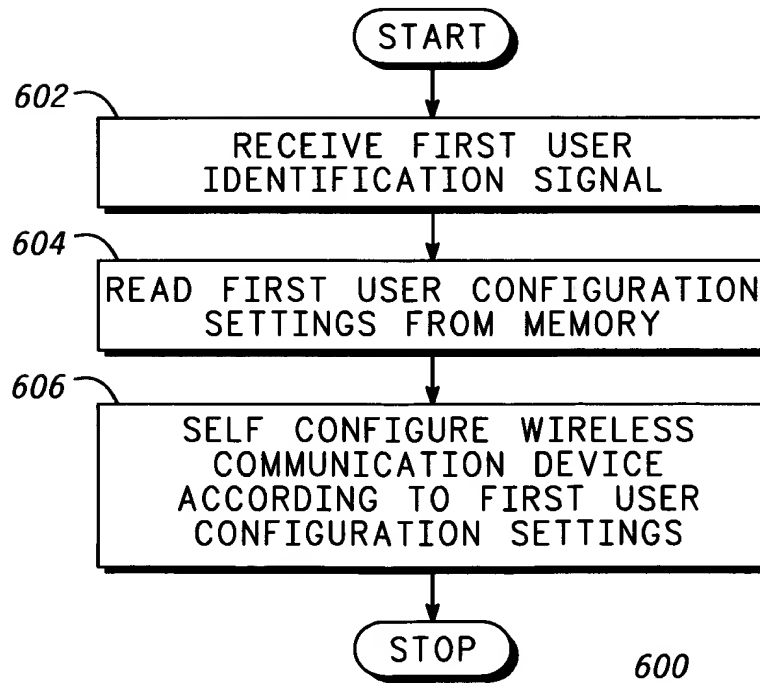 START
602
RECEIVE FIRST USER
IDENTIFICATION SIGNAL
604
READ FIRST USER CONFIGURATION
SETTINGS FROM MEMORY
606
SELF CONFIGURE WIRELESS
COMMUNICATION DEVICE
ACCORDING TO FIRST USER
CONFIGURATION SETTINGS
STOP
600